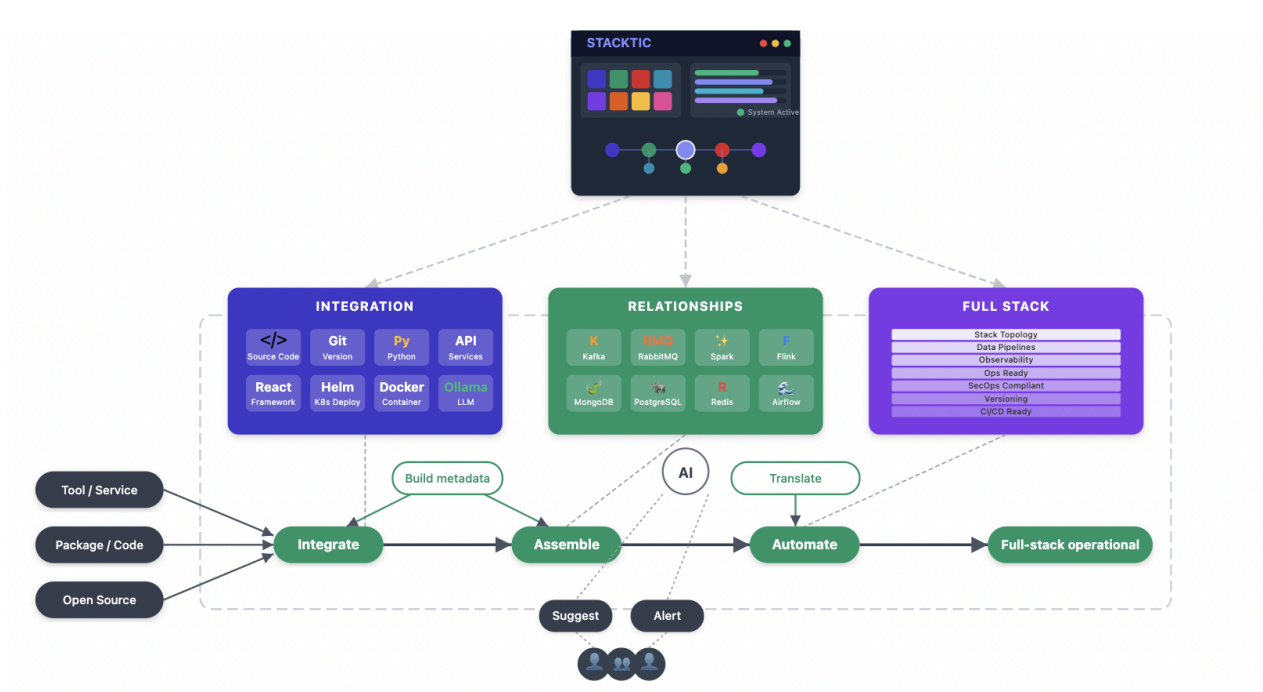 STACKTIC
System Active
INTEGRATION
</>
Source Code
Git
Version
Py
Python
API
Services
React
Framework
Helm
K8s Deploy
Docker
Container
Ollama
LLM
RELATIONSHIPS
K
Kafka
RMQ
RabbitMQ
Spark
F
Flink
MongoDB
PostgreSQL
R
Redis
Airflow
FULL STACK
Stack Topology
Data Pipelines
Observability
Ops Ready
SecOps Compliant
Versioning
CI/CD Ready
Build metadata
AI
Translate
Tool / Service
Package / Code
Open Source
Integrate
Assemble
Automate
Full-stack operational
Suggest
Alert